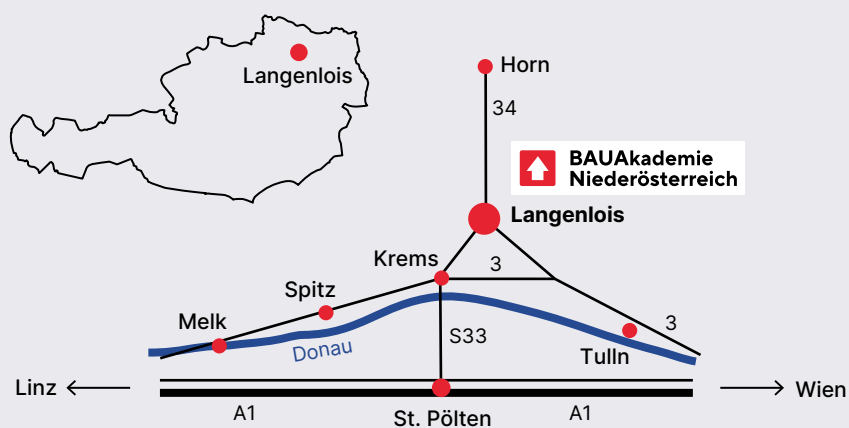 Langenlois
Horn
34
BAUAkademie
Niederösterreich
Langenlois
Krems
3
Spitz
Melk
Donau
S33
3
Tulln
Linz
Wien
A1
St. Pölten
A1